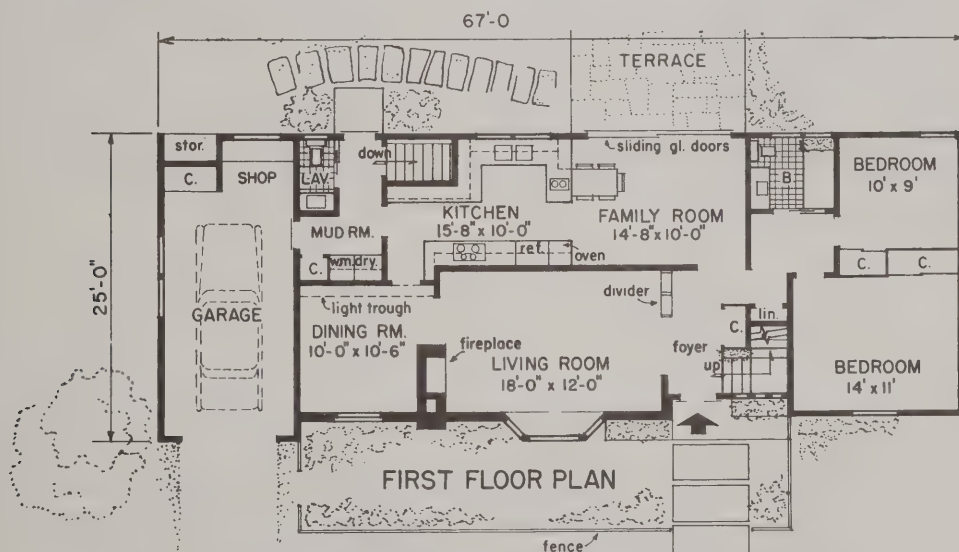 67'-0
TERRACE
stor.
C.
SHOP
LAV.
down
sliding gl. doors
B
BEDROOM
10' x 9'
KITCHEN
15'-8" x 10'-0"
FAMILY ROOM
14'-8" x 10'-0"
MUD RM.
C.
wm.
dry.
ref.
oven
C.
C.
25'-0"
GARAGE
light trough
DINING RM.
10'-0" x 10'-6"
fireplace
LIVING ROOM
18'-0" x 12'-0"
divider
C.
lin.
foyer
up
BEDROOM
14' x 11'
FIRST FLOOR PLAN
fence